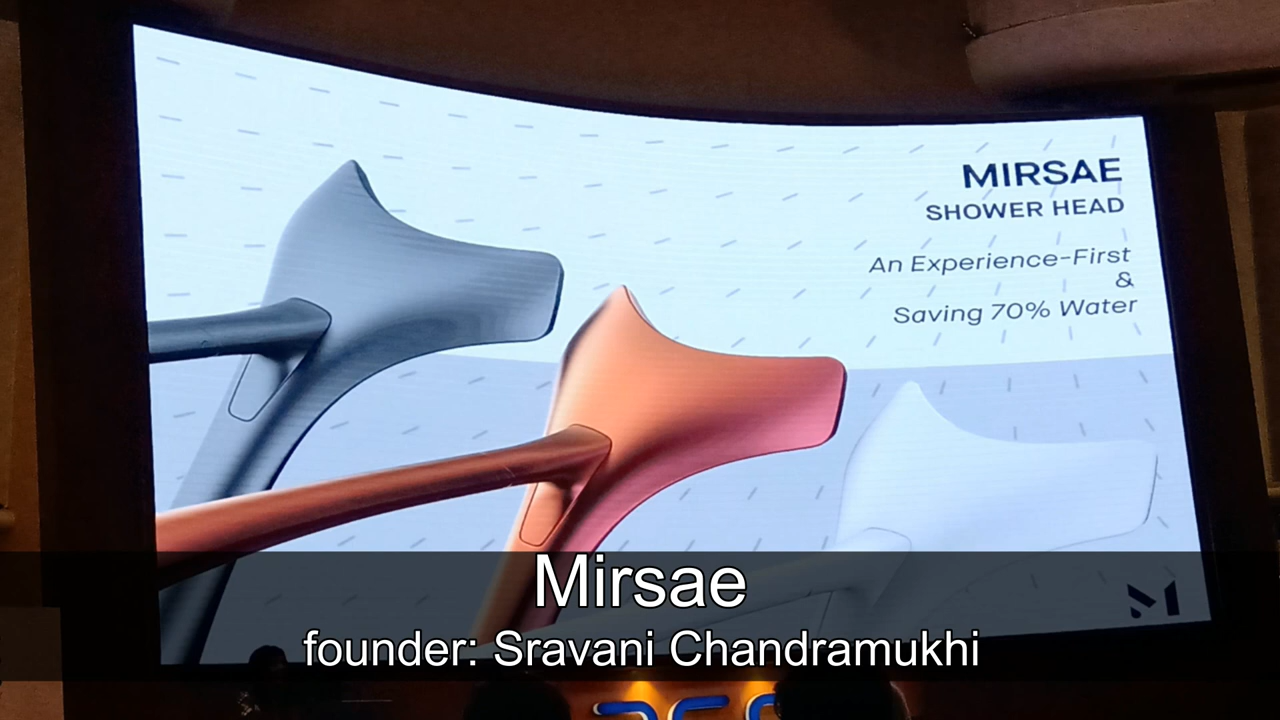 MIRSAE
SHOWER HEAD
An Experience-First
&
Saving 70% Water
M
Mirsae
founder: Sravani Chandramukhi